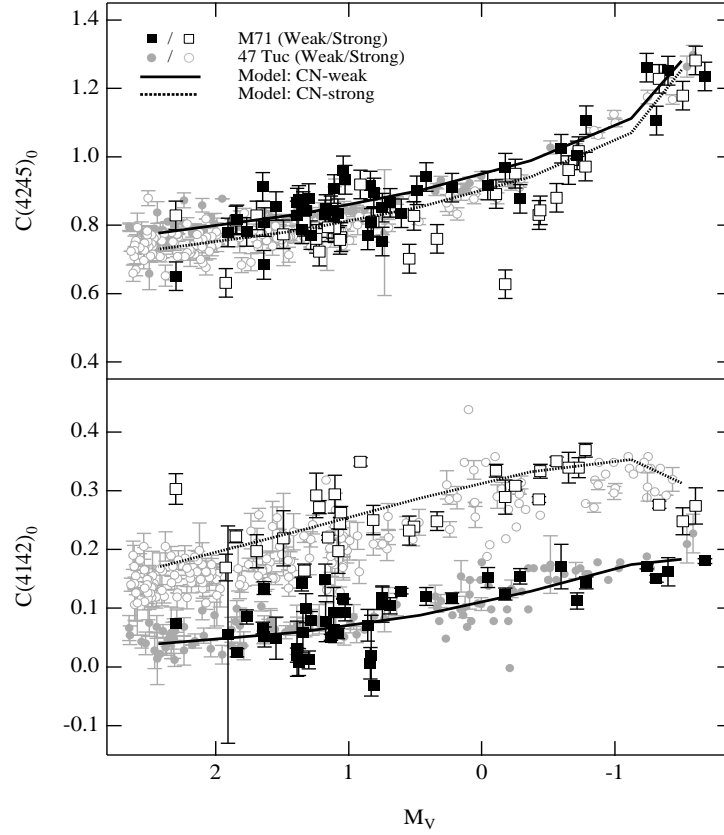 1.4
■ / □ M71 (Weak/Strong)
● / ○ 47 Tuc (Weak/Strong)
Model: CN-weak
Model: CN-strong
1.2
1.0
C(4245)0
0.8
0.6
0.4
0.4
0.3
0.2
C(4142)0
0.1
0.0
-0.1
2 1 0 -1
MV